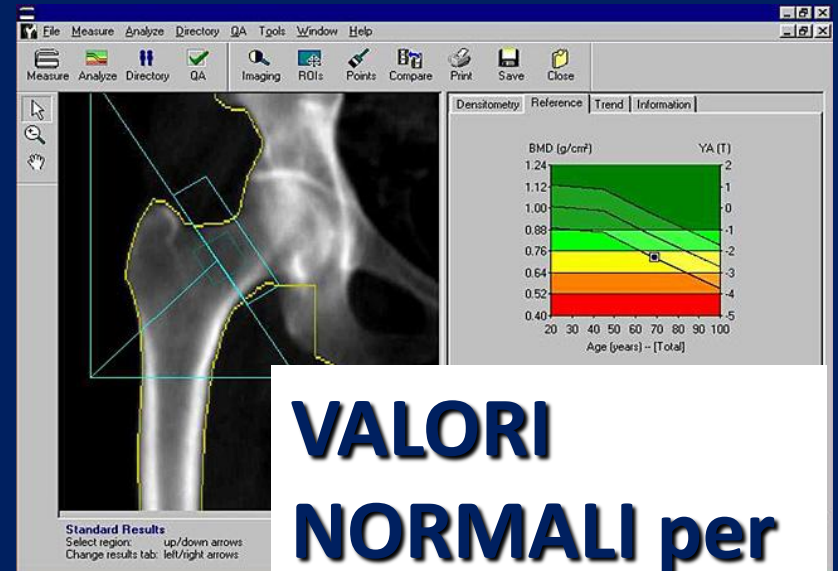 File Measure Analyze Directory QA Tools Window Help
Measure Analyze Directory QA Imaging ROIs Points Compare Print Save Close
Densitometry Reference Trend Information
BMD (g/cm²) YA (T)
1.24 2
1.12 1
1.00 0
0.88 -1
0.76 -2
0.64 -3
0.52 -4
0.40 -5
20 30 40 50 60 70 80 90 100
Age (years) -- [Total]
VALORI
NORMALI per
Standard Results
Select region: up/down arrows
Change results tab: left/right arrows